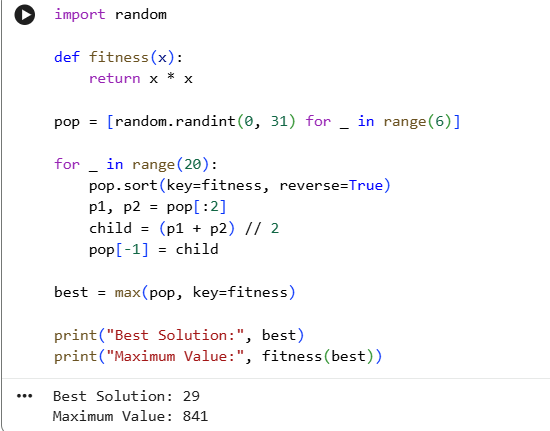 import random

def fitness(x):
    return x * x

pop = [random.randint(0, 31) for _ in range(6)]

for _ in range(20):
    pop.sort(key=fitness, reverse=True)
    p1, p2 = pop[:2]
    child = (p1 + p2) // 2
    pop[-1] = child

best = max(pop, key=fitness)

print("Best Solution:", best)
print("Maximum Value:", fitness(best))

Best Solution: 29
Maximum Value: 841